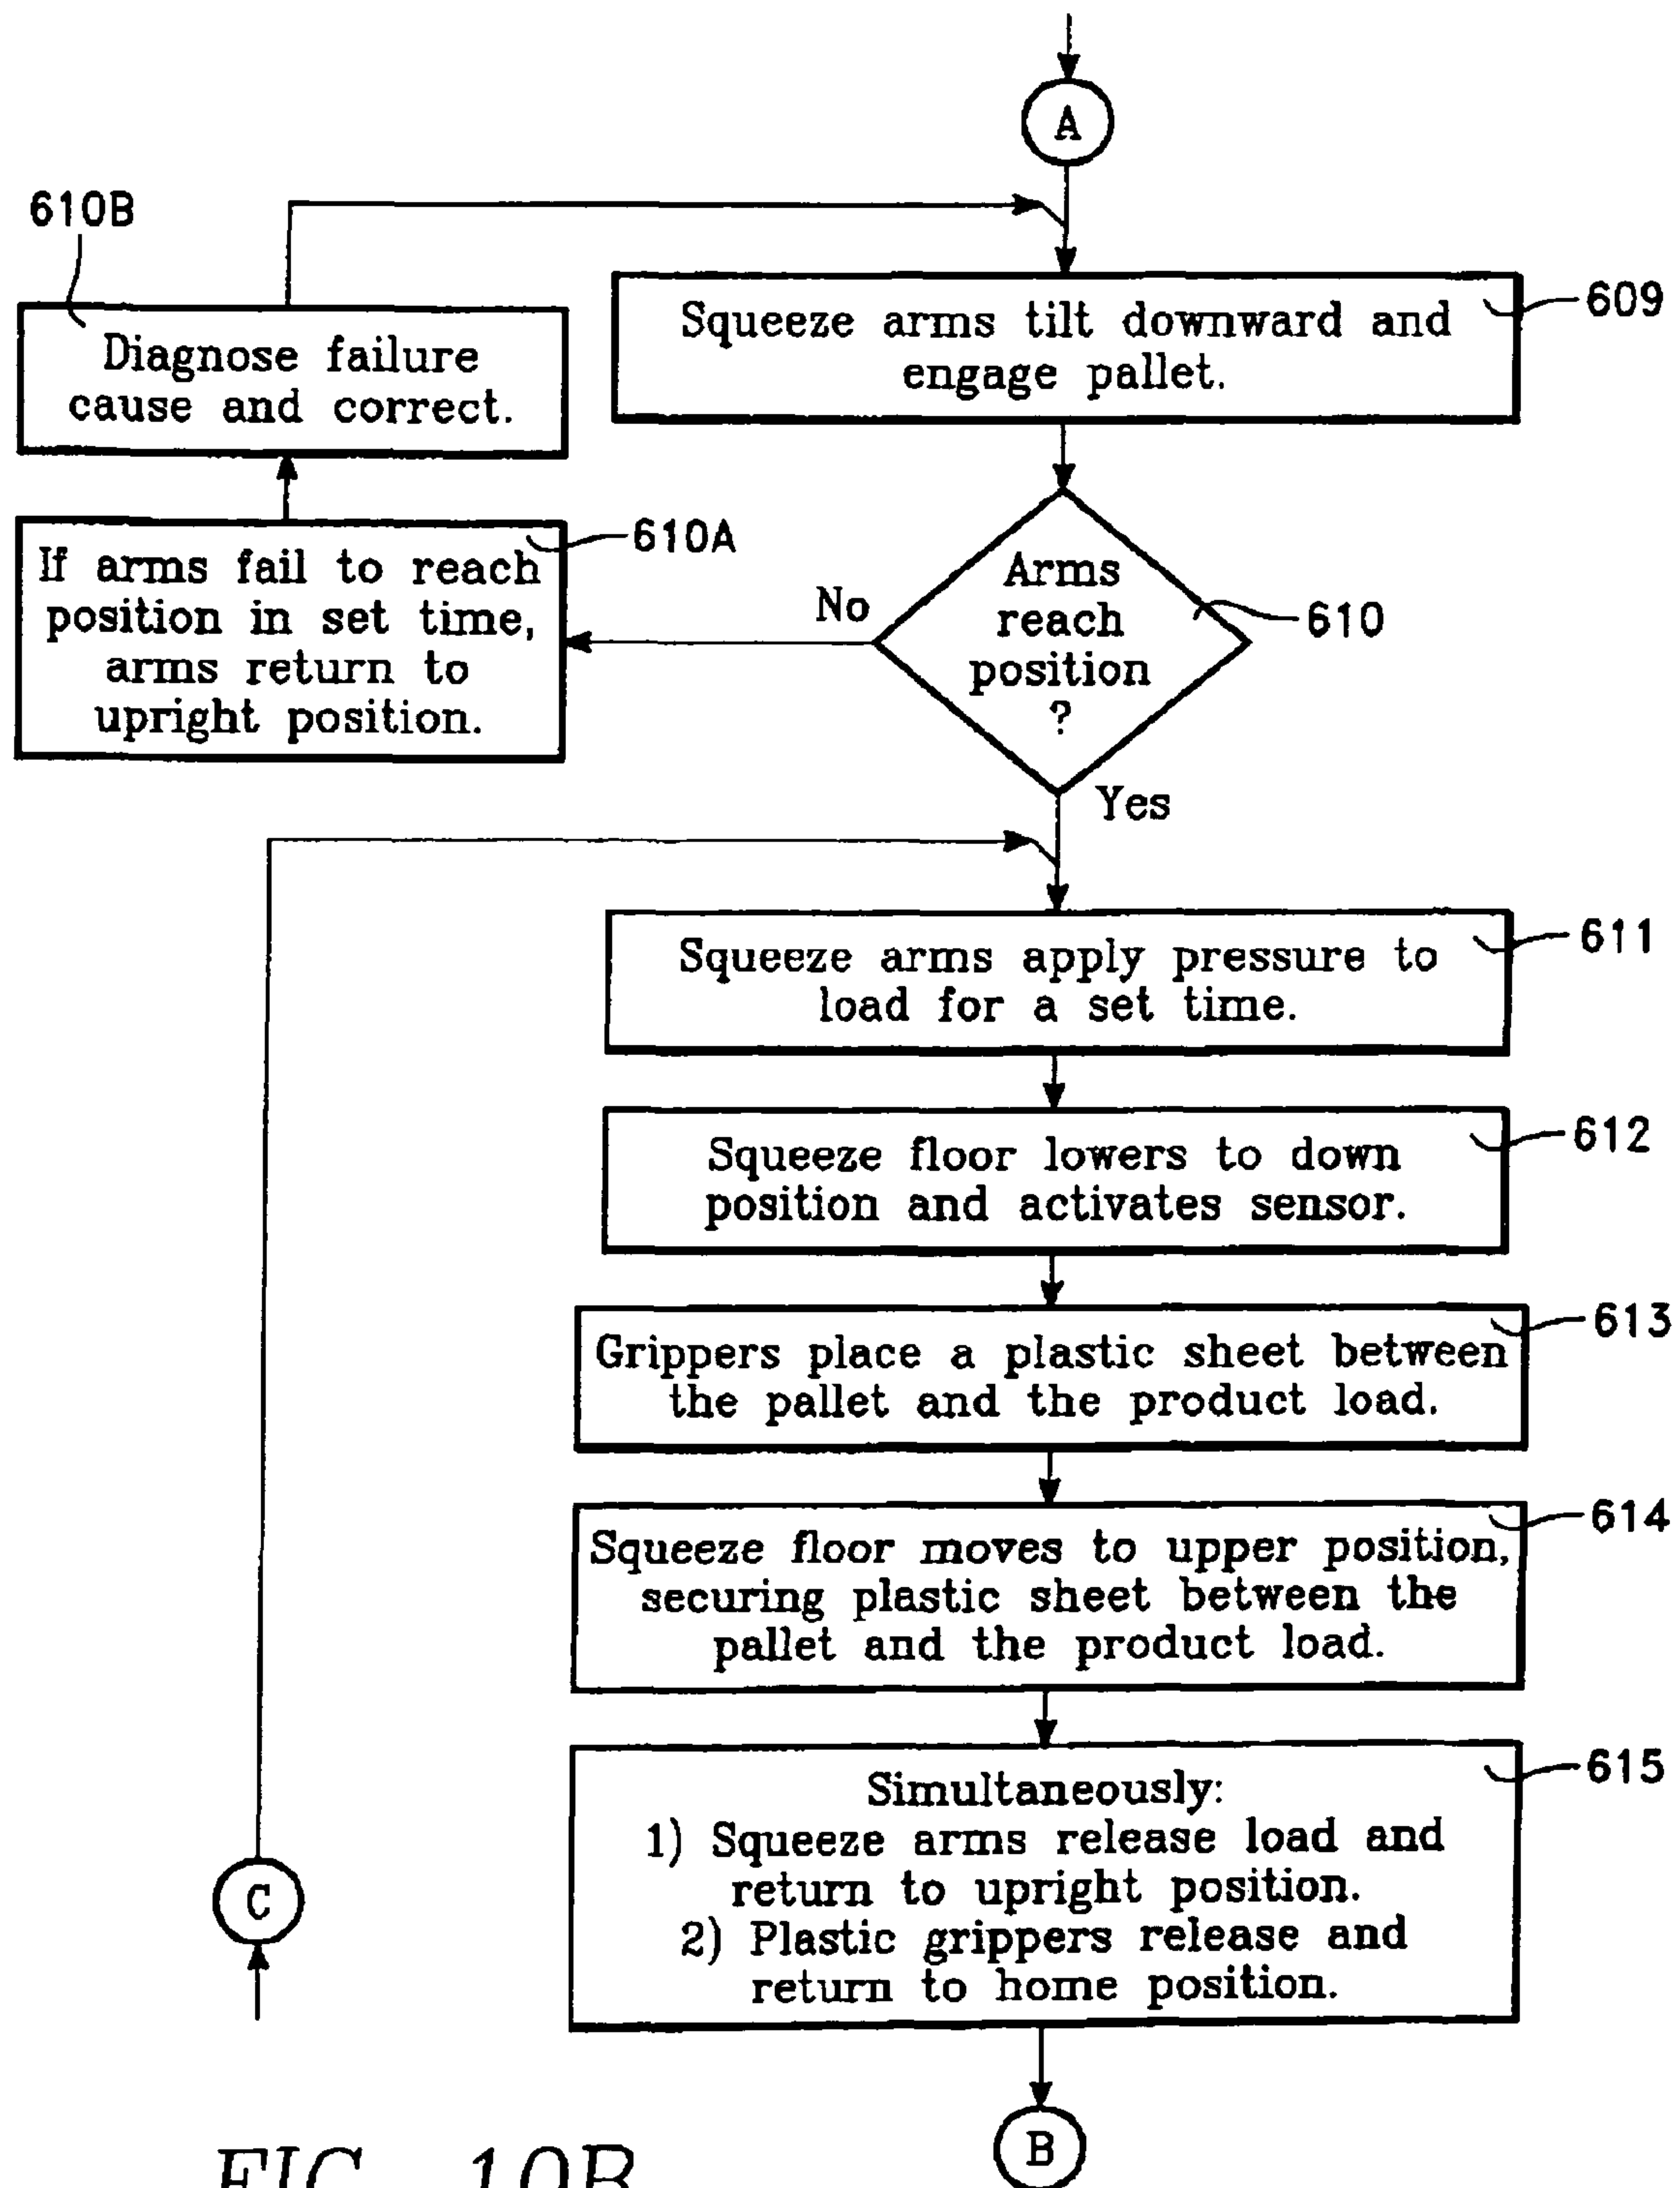 A
610B
Squeeze arms tilt downward and
engage pallet.
609
Diagnose failure
cause and correct.
If arms fail to reach
position in set time,
arms return to
upright position.
610A
No
Arms
reach
position
?
610
Yes
Squeeze arms apply pressure to
load for a set time.
611
Squeeze floor lowers to down
position and activates sensor.
612
Grippers place a plastic sheet between
the pallet and the product load.
613
Squeeze floor moves to upper position,
securing plastic sheet between the
pallet and the product load.
614
Simultaneously:
1) Squeeze arms release load and
return to upright position.
2) Plastic grippers release and
return to home position.
615
C
B
FIG. 10B